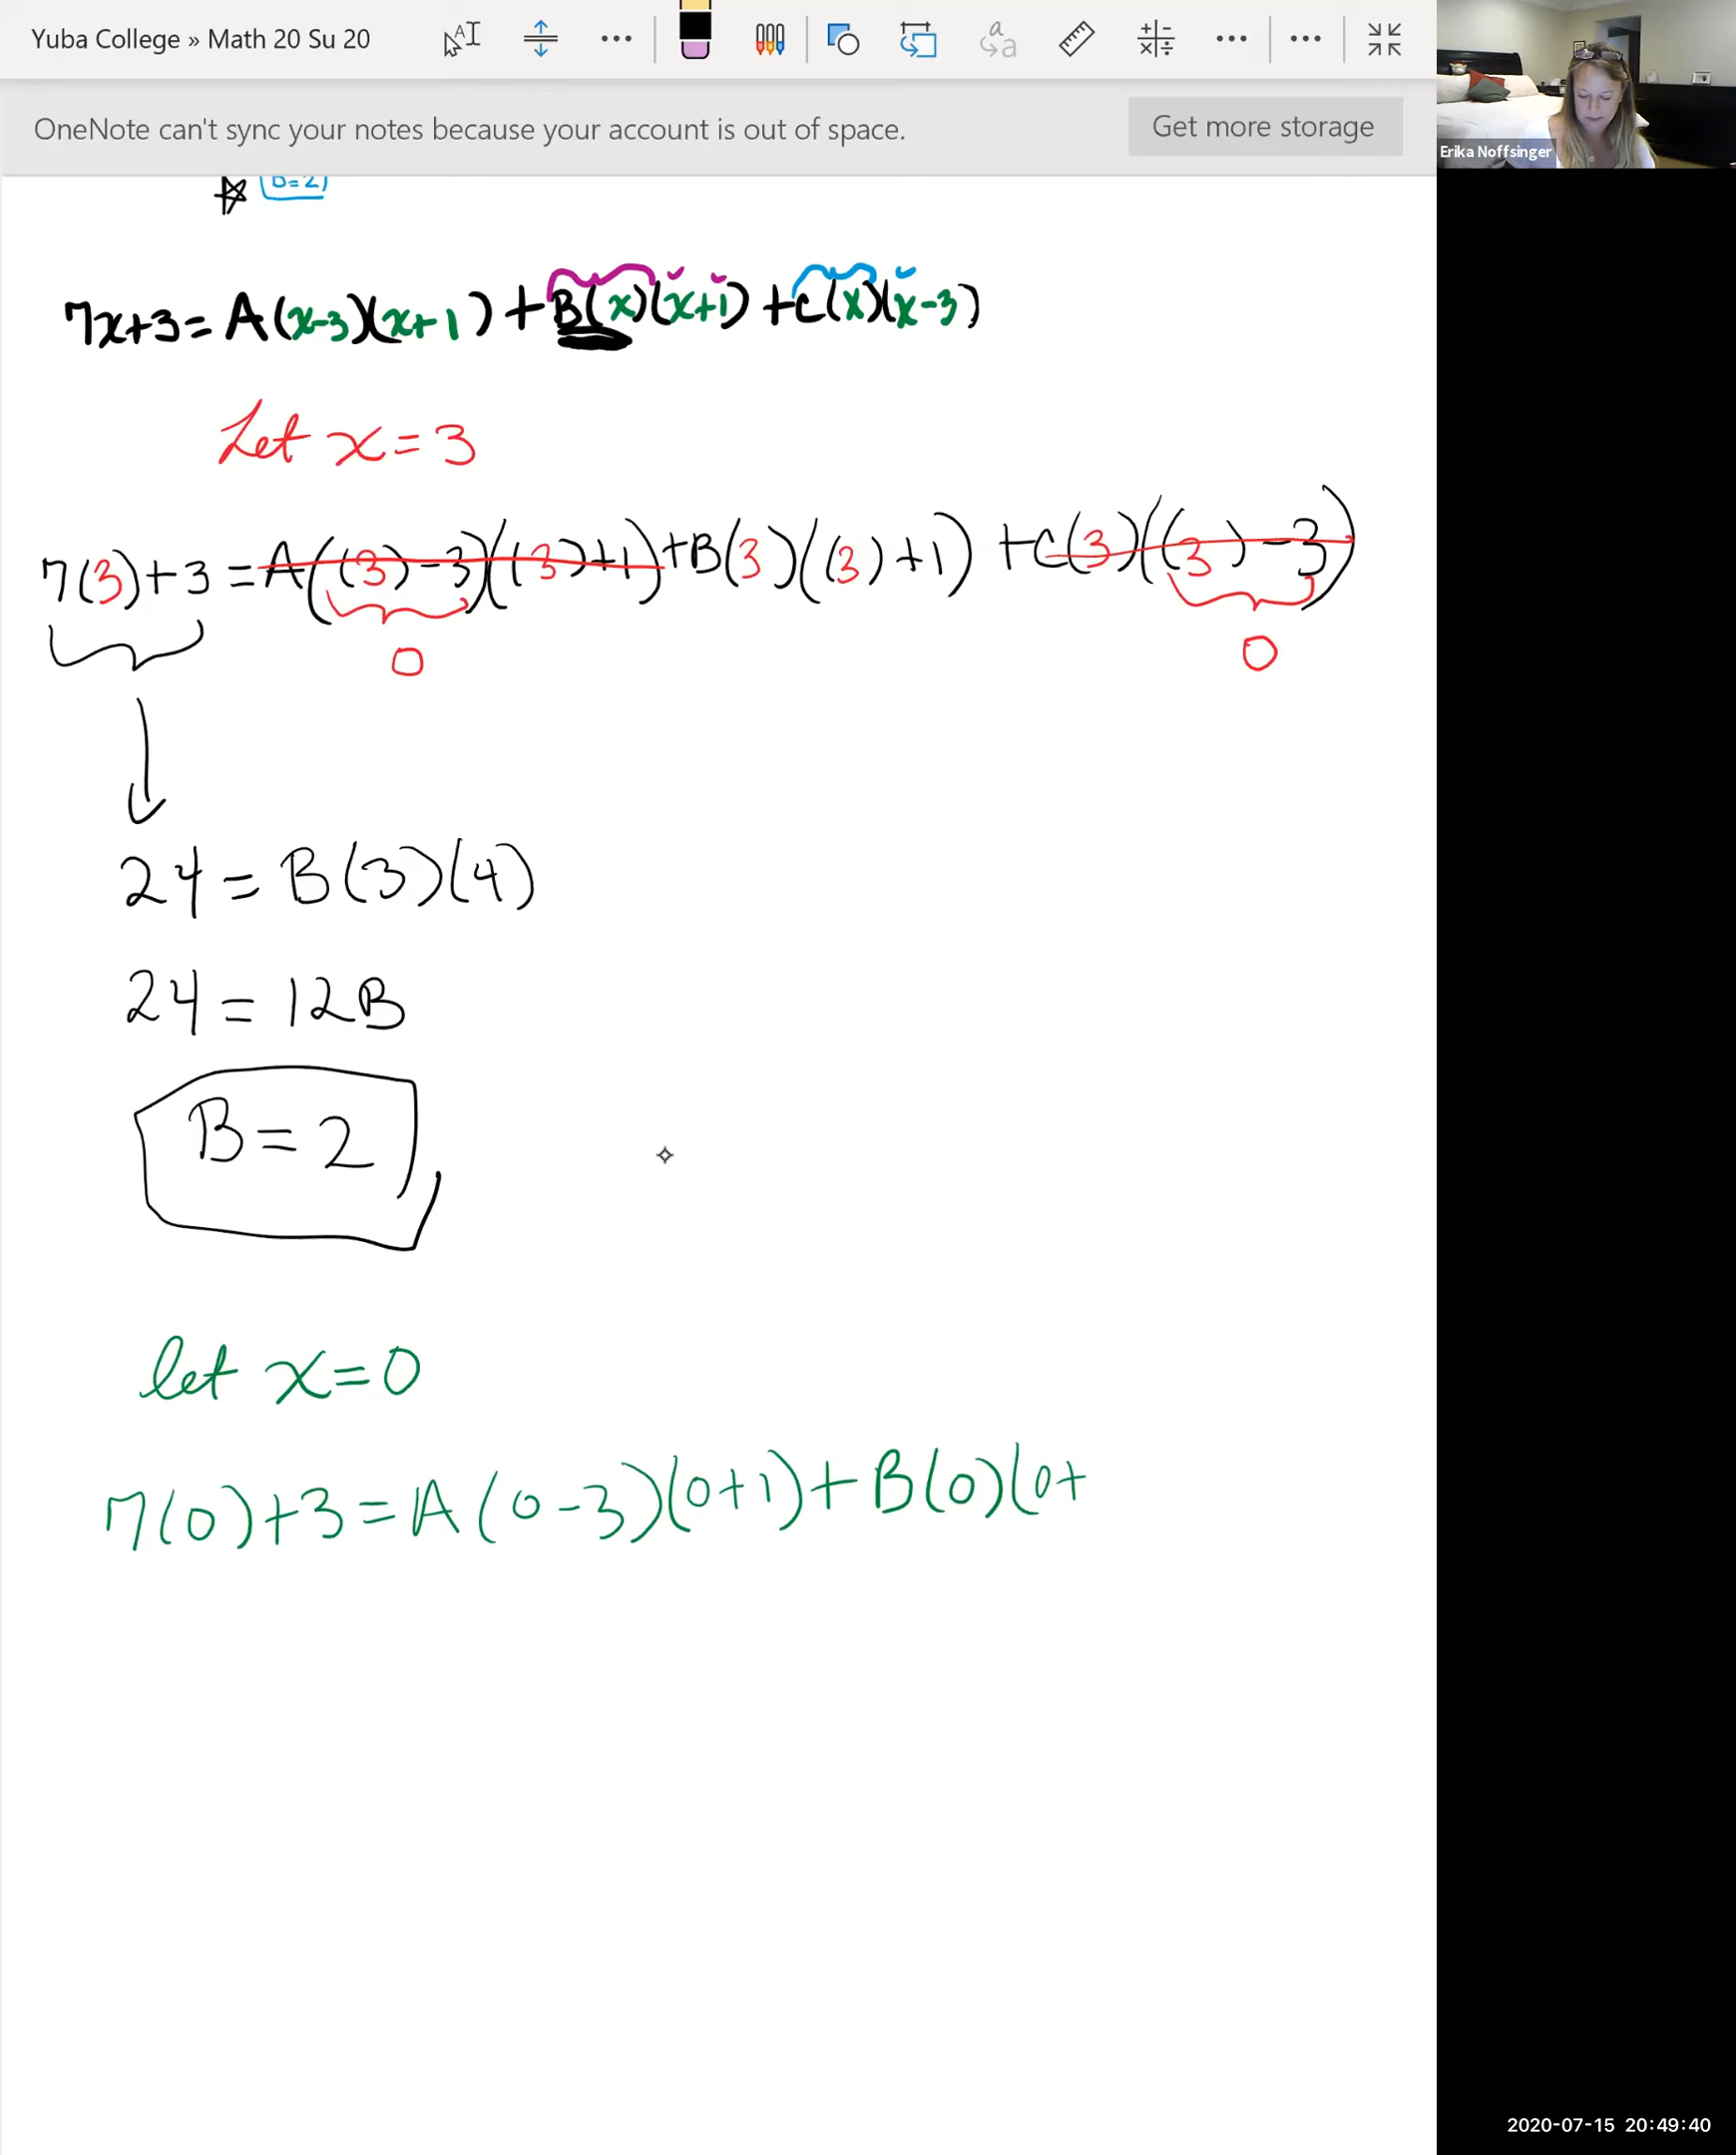 Yuba College » Math 20 Su 20
OneNote can't sync your notes because your account is out of space.
Get more storage
Erika Noffsinger
B=2
7x+3=A(x-3)(x+1)+B(x)(x+1)+C(x)(x-3)
Let x=3
7(3)+3=A((3)-3)((3)+1)+B(3)((3)+1)+C(3)((3)-3)
0 0
24=B(3)(4)
24=12B
B=2
let x=0
7(0)+3=A(0-3)(0+1)+B(0)(0+
2020-07-15 20:49:40